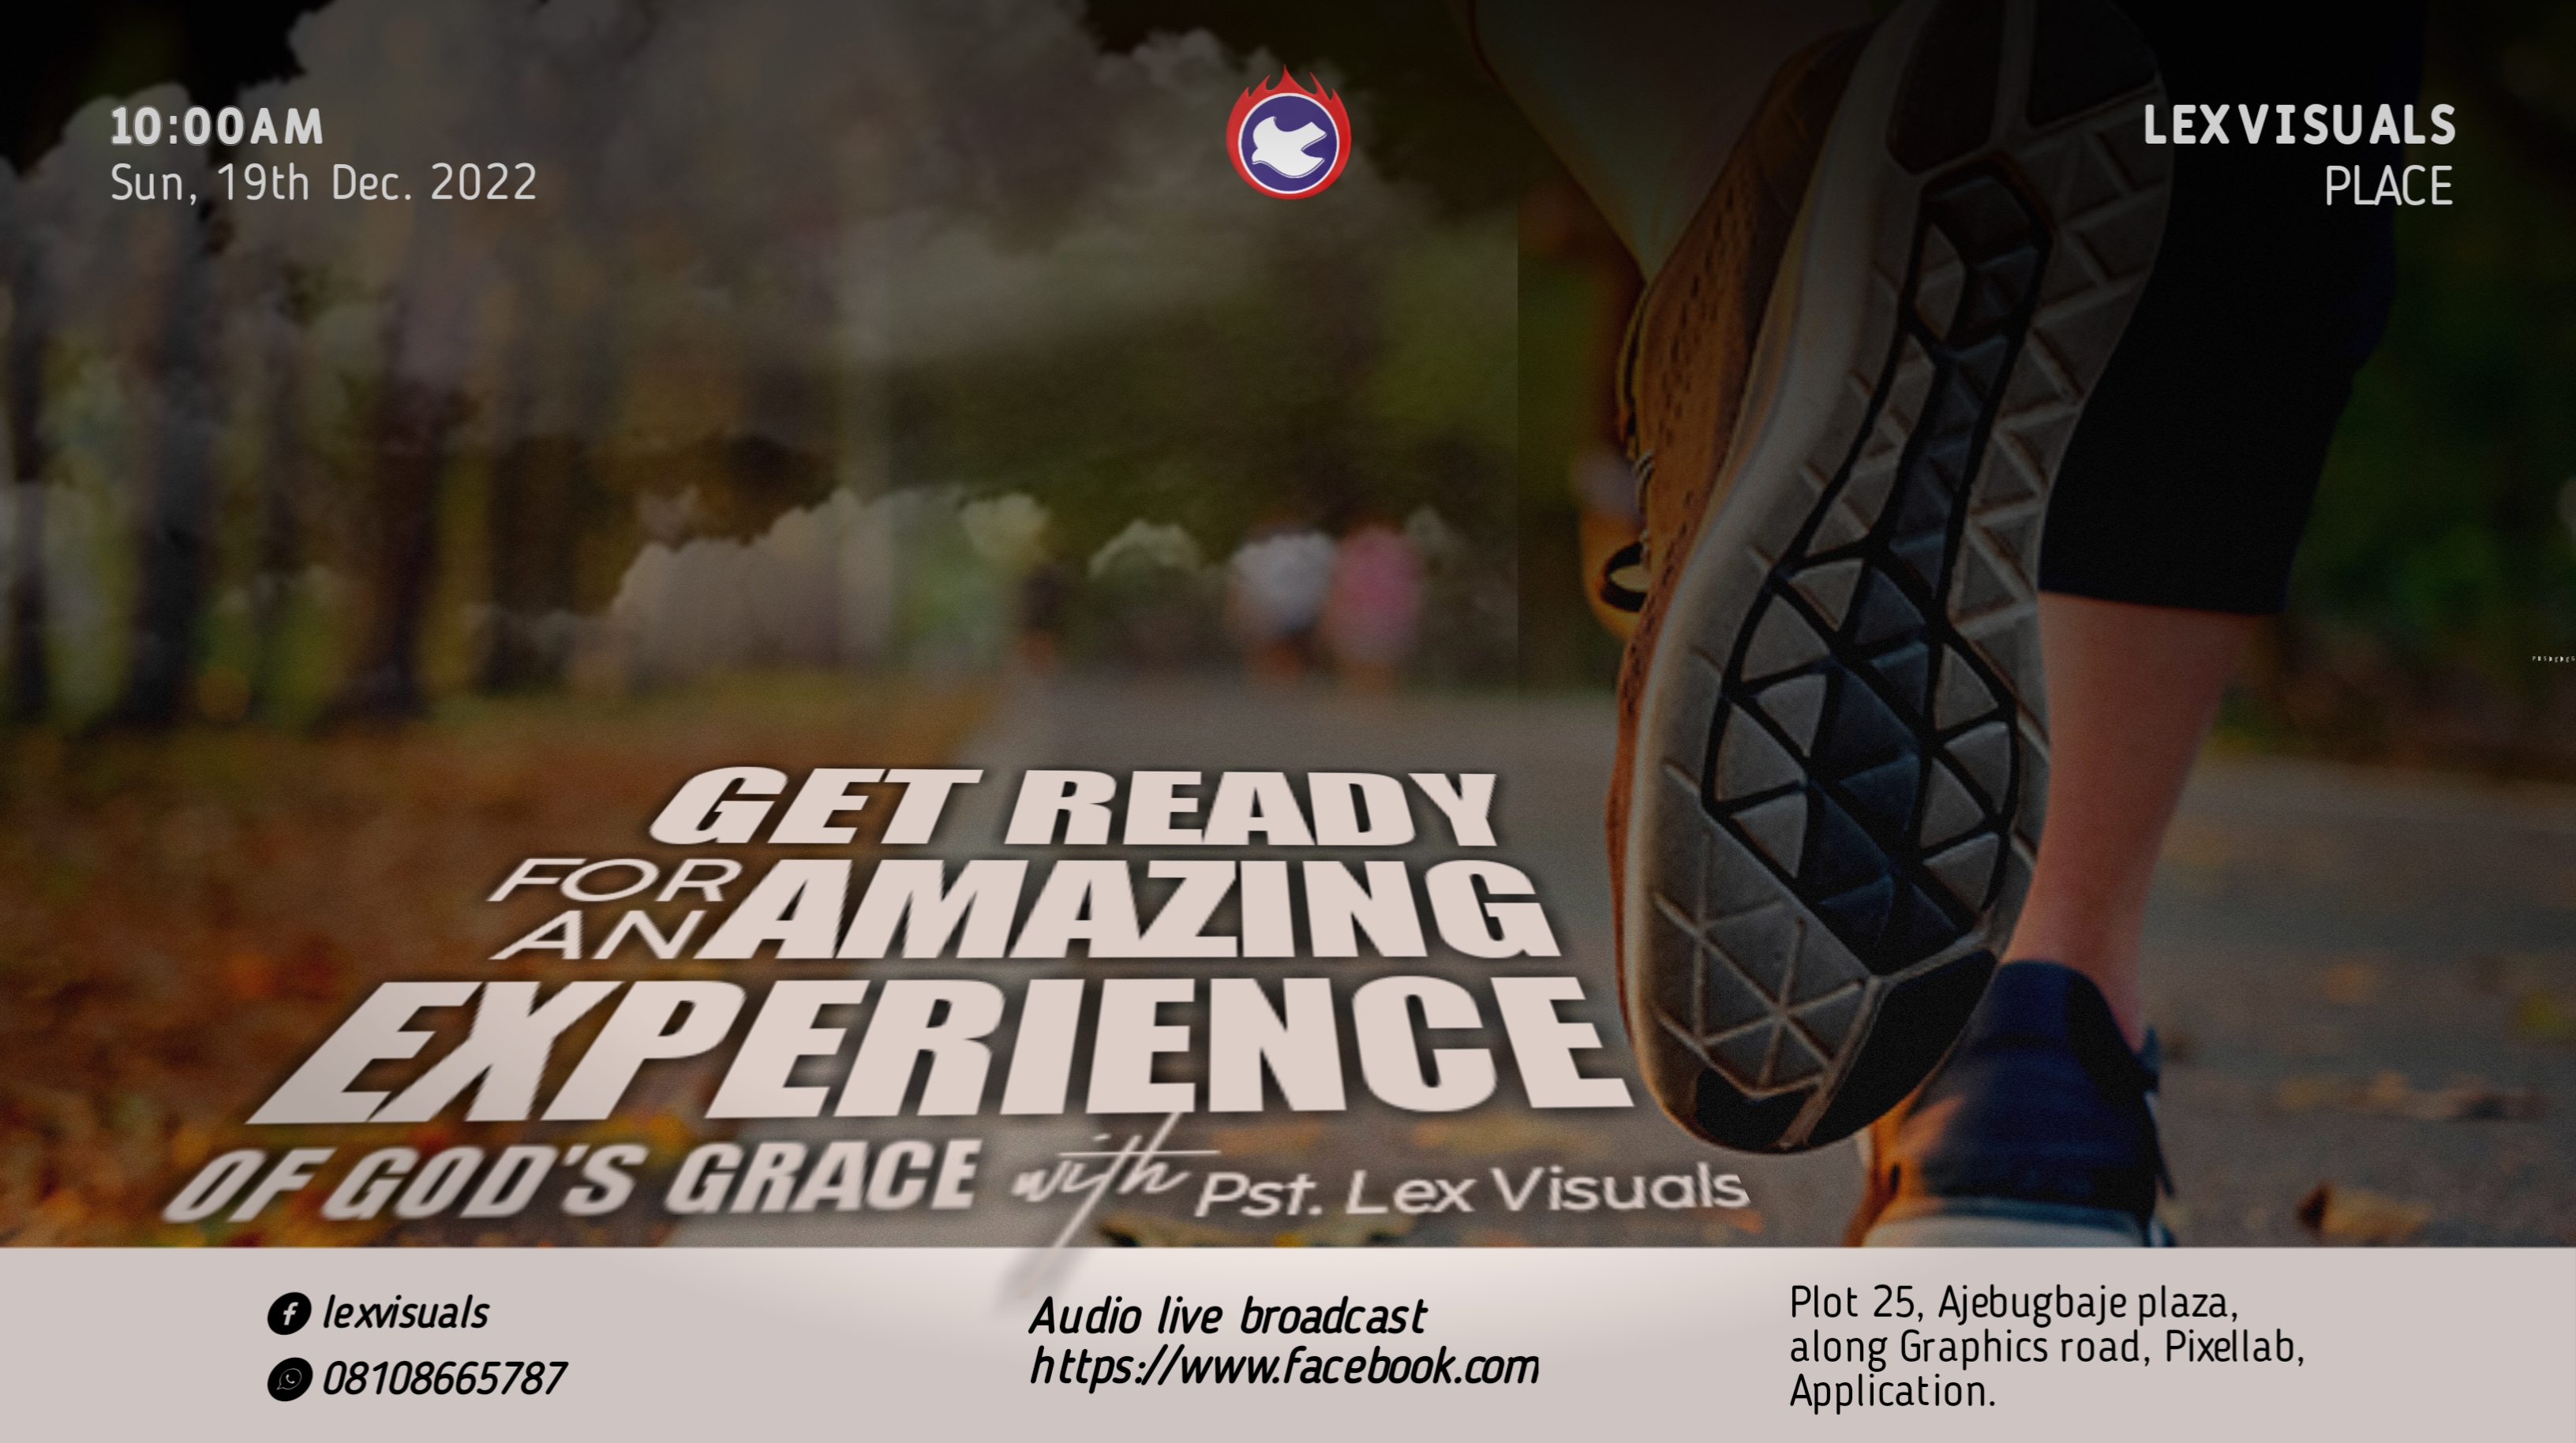 10:00AM
Sun, 19th Dec. 2022
LEXVISUALS
PLACE
GET READY
FOR AN AMAZING
EXPERIENCE
OF GOD'S GRACE with Pst. Lex Visuals
lexvisuals
08108665787
Audio live broadcast
https://www.facebook.com
Plot 25, Ajebugbaje plaza,
along Graphics road, Pixellab,
Application.